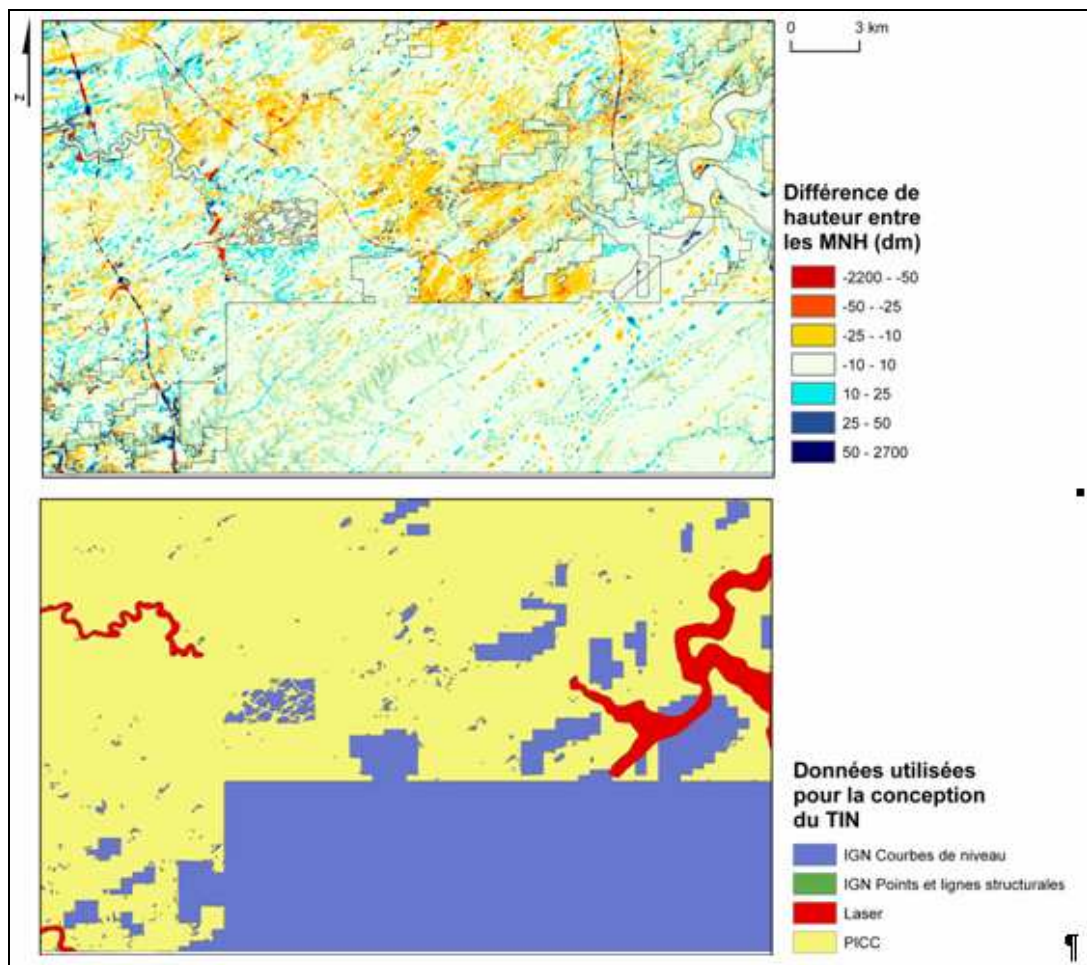 0 3 km
N
Différence de
hauteur entre
les MNH (dm)
-2200 - -50
-50 - -25
-25 - -10
-10 - 10
10 - 25
25 - 50
50 - 2700
Données utilisées
pour la conception
du TIN
IGN Courbes de niveau
IGN Points et lignes structurales
Laser
PICC
¶